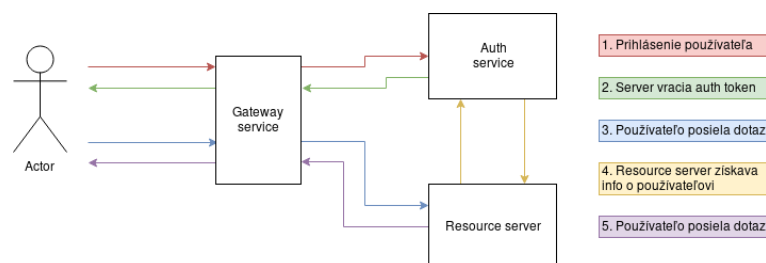 Actor
Gateway
service
Auth
service
Resource server
1. Prihlásenie používateľa
2. Server vracia auth token
3. Používateľo posiela dotaz
4. Resource server získava
info o používateľovi
5. Používateľo posiela dotaz